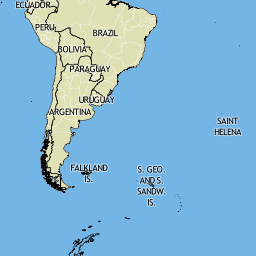 ECUADOR
PERU
BRAZIL
BOLIVIA
PARAGUAY
URUGUAY
ARGENTINA
SAINT
HELENA
FALKLAND
IS.
S. GEO.
AND S.
SANDW.
IS.